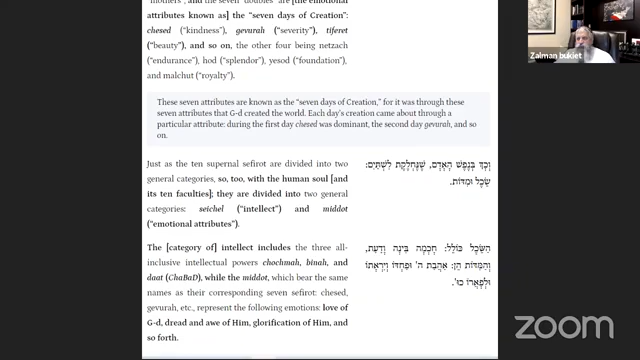 "mothers", and the seven "doubles" are [the emotional
attributes known as] the “seven days of Creation”:
chesed (“kindness”), gevurah (“severity”), tiferet
(“beauty”), and so on, the other four being netzach
(“endurance”), hod (“splendor”), yesod (“foundation”),
and malchut (“royalty”).
These seven attributes are known as the “seven days of Creation,” for it was through these
seven attributes that G-d created the world. Each day’s creation came about through a
particular attribute: during the first day chesed was dominant, the second day gevurah, and so
on.
Just as the ten supernal sefirot are divided into two
general categories, so, too, with the human soul [and
its ten faculties]; they are divided into two general
categories: seichel (“intellect”) and middot
(“emotional attributes”).
וְכָךְ בְּנֶפֶשׁ הָאָדָם, שֶׁנֶּחְלֶקֶת לִשְׁתַּיִם:
שֵׂכֶל וּמִדּוֹת.
The [category of] intellect includes the three all-
inclusive intellectual powers chochmah, binah, and
daat (ChaBaD), while the middot, which bear the same
names as their corresponding seven sefirot: chesed,
gevurah, etc., represent the following emotions: love of
G-d, dread and awe of Him, glorification of Him, and
so forth.
הַשֵּׂכֶל כּוֹלֵל: חָכְמָה בִּינָה וָדַעַת,
וְהַמִּדּוֹת הֵן: אַהֲבַת ה' וּפַחְדּוֹ וְיִרְאָתוֹ
וּלְפָאֲרוֹ כוּ'.
Zalman bukiet
zoom